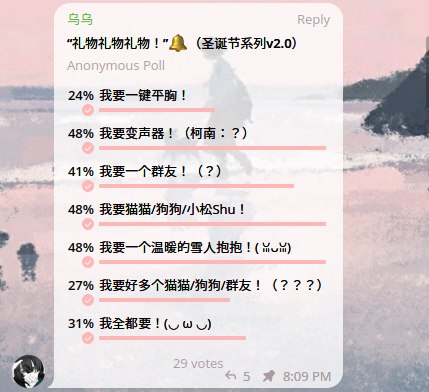 乌乌 Reply
“礼物礼物礼物！”🔔（圣诞节系列v2.0）
Anonymous Poll
24% 我要一键平胸！
48% 我要变声器！（柯南：？）
41% 我要一个群友！（？）
48% 我要猫猫/狗狗/小松Shu！
48% 我要一个温暖的雪人抱抱！( ꈍᴗꈍ)
27% 我要好多个猫猫/狗狗/群友！（？？？）
31% 我全都要！(◡ ω ◡)
29 votes
5 8:09 PM